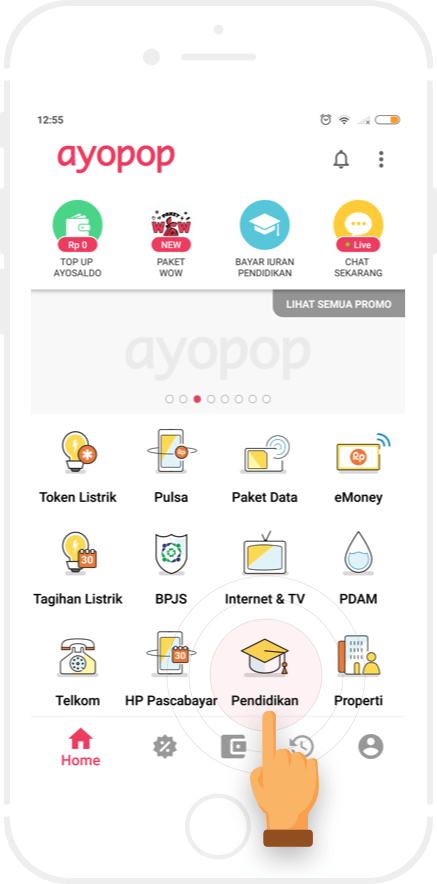 12:55
ayopop
Rp 0
NEW
Live
TOP UP
AYOSALDO
PAKET
WOW
PAKET
WOW
BAYAR IURAN
PENDIDIKAN
CHAT
SEKARANG
LIHAT SEMUA PROMO
ayopop
Rp
Rp
Token Listrik
Pulsa
Paket Data
eMoney
30
Tagihan Listrik
BPJS
Internet & TV
PDAM
30
Telkom
HP Pascabayar
Pendidikan
Properti
Home